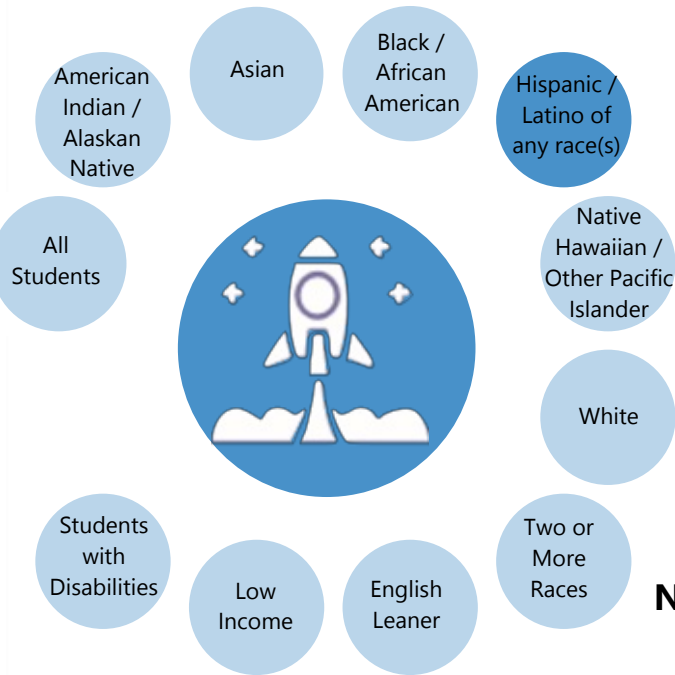 American
Indian /
Alaskan
Native
Asian
Black /
African
American
Hispanic /
Latino of
any race(s)
All
Students
Native
Hawaiian /
Other Pacific
Islander
White
Students
with
Disabilities
Low
Income
English
Leaner
Two or
More
Races
N